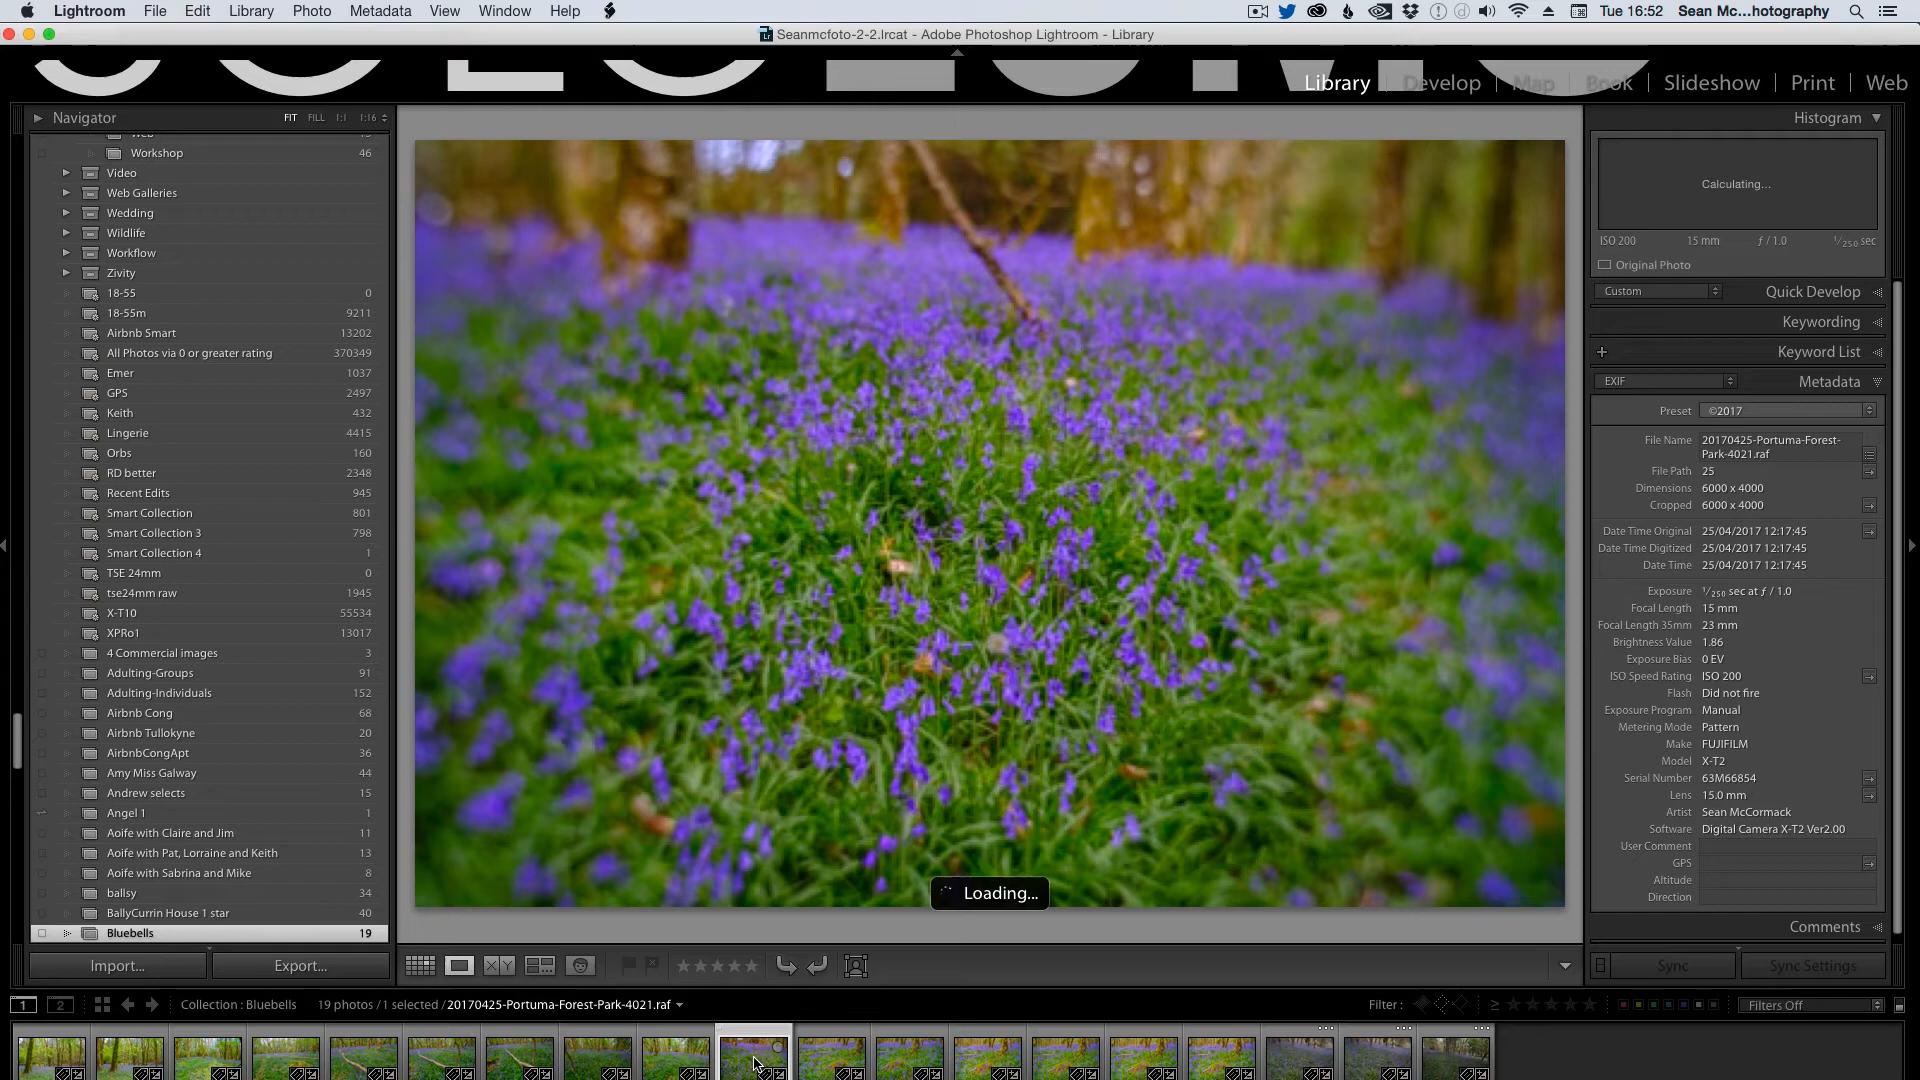 Lightroom File Edit Library Photo Metadata View Window Help Tue 16:52 Sean Mc...hotography
Seanmcfoto-2-2.lrcat - Adobe Photoshop Lightroom - Library
Library Develop Map Book Slideshow Print Web
Navigator FIT FILL 1:1 1:16
Web
Workshop 46
Video
Web Galleries
Wedding
Wildlife
Workflow
Zivity
18-55 0
18-55m 9211
Airbnb Smart 13202
All Photos via 0 or greater rating 370349
Emer 1037
GPS 2497
Keith 432
Lingerie 4415
Orbs 160
RD better 2348
Recent Edits 945
Smart Collection 801
Smart Collection 3 798
Smart Collection 4 1
TSE 24mm 0
tse24mm raw 1945
X-T10 55534
XPRo1 13017
4 Commercial images 3
Adulting-Groups 91
Adulting-Individuals 152
Airbnb Cong 68
Airbnb Tullokyne 20
AirbnbCongApt 36
Amy Miss Galway 44
Andrew selects 15
Angel 1 1
Aoife with Claire and Jim 11
Aoife with Pat, Lorraine and Keith 13
Aoife with Sabrina and Mike 8
ballsy 34
BallyCurrin House 1 star 40
Bluebells 19
Import... Export...
Loading...
Histogram
Calculating...
ISO 200 15 mm ƒ / 1.0 1/250 sec
Original Photo
Custom Quick Develop
Keywording
Keyword List
EXIF Metadata
Preset ©2017
File Name 20170425-Portuma-Forest-
Park-4021.raf
File Path 25
Dimensions 6000 x 4000
Cropped 6000 x 4000
Date Time Original 25/04/2017 12:17:45
Date Time Digitized 25/04/2017 12:17:45
Date Time 25/04/2017 12:17:45
Exposure 1/250 sec at ƒ / 1.0
Focal Length 15 mm
Focal Length 35mm 23 mm
Brightness Value 1.86
Exposure Bias 0 EV
ISO Speed Rating ISO 200
Flash Did not fire
Exposure Program Manual
Metering Mode Pattern
Make FUJIFILM
Model X-T2
Serial Number 63M66854
Lens 15.0 mm
Artist Sean McCormack
Software Digital Camera X-T2 Ver2.00
User Comment
GPS
Altitude
Direction
Comments
Sync Sync Settings
X Y
1 2 Collection : Bluebells 19 photos / 1 selected / 20170425-Portuma-Forest-Park-4021.raf Filter : ≥ Filters Off